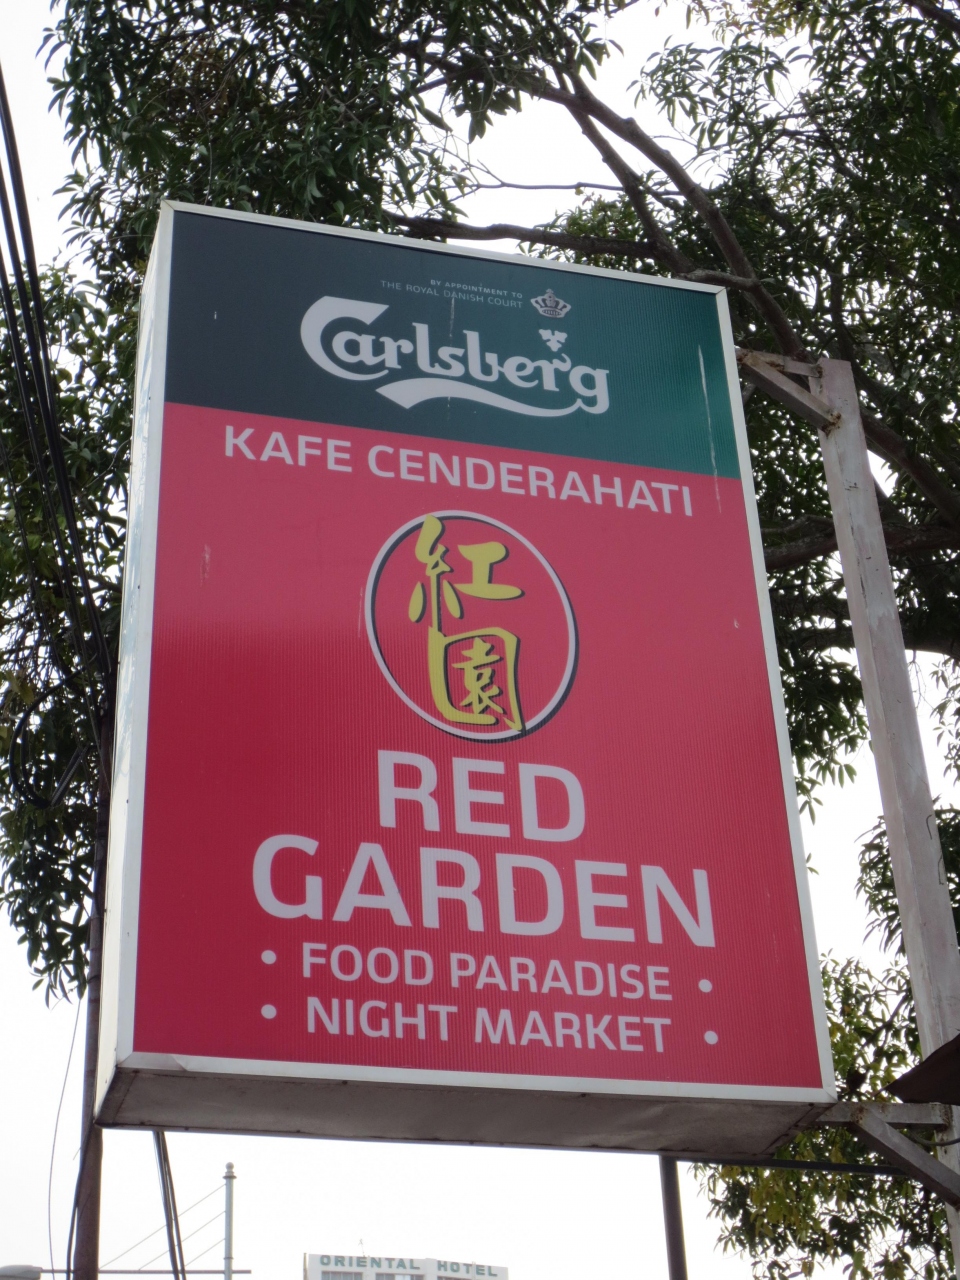 BY APPOINTMENT TO
THE ROYAL DANISH COURT
Carlsberg
KAFE CENDERAHATI
紅
園
RED
GARDEN
• FOOD PARADISE •
• NIGHT MARKET •
ORIENTAL HOTEL